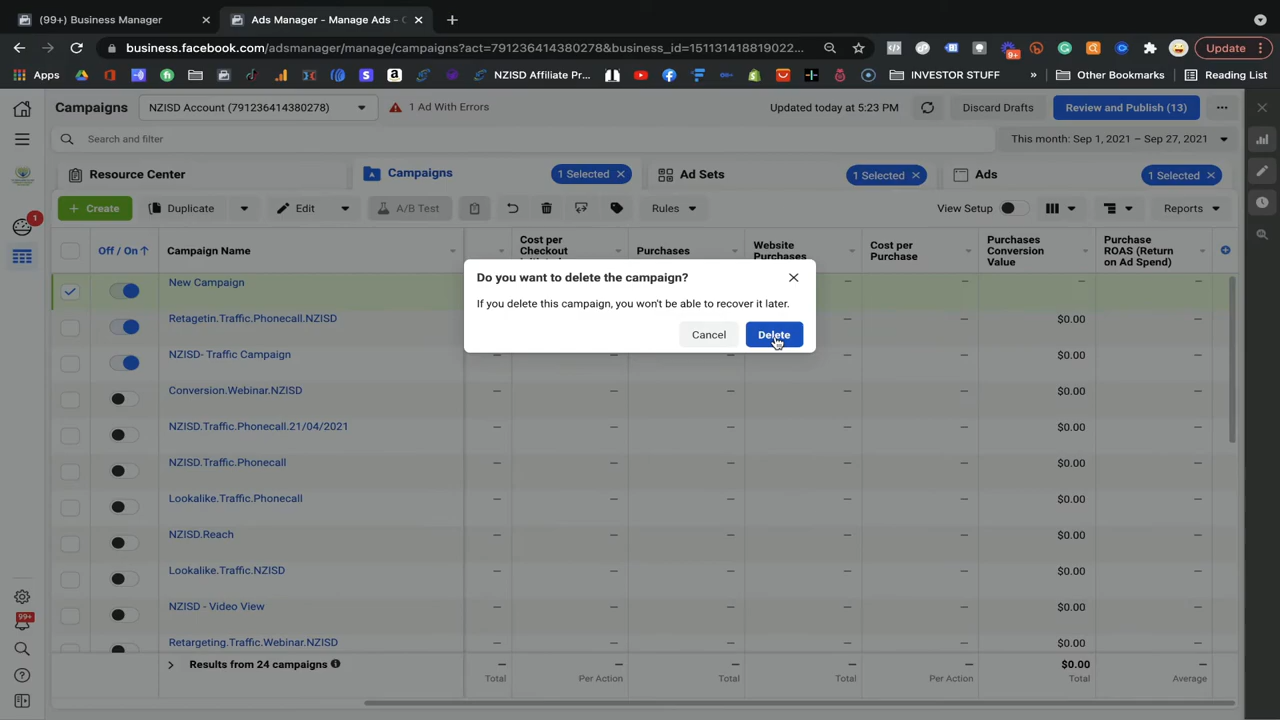 (99+) Business Manager
Ads Manager - Manage Ads - C
business.facebook.com/adsmanager/manage/campaigns?act=791236414380278&business_id=151131418819022...
Update
Apps
NZISD Affiliate Pr...
INVESTOR STUFF
»
Other Bookmarks
Reading List
9+
Campaigns
NZISD Account (791236414380278)
1 Ad With Errors
Updated today at 5:23 PM
Discard Drafts
Review and Publish (13)
Search and filter
This month: Sep 1, 2021 – Sep 27, 2021
Resource Center
Campaigns
1 Selected
Ad Sets
1 Selected
Ads
1 Selected
+ Create
Duplicate
Edit
A/B Test
Rules
View Setup
Reports
1
Off / On
Campaign Name
Cost per
Checkout
Purchases
Website
Purchases
Cost per
Purchase
Purchases
Conversion
Value
Purchase
ROAS (Return
on Ad Spend)
Do you want to delete the campaign?
If you delete this campaign, you won't be able to recover it later.
Cancel
Delete
New Campaign
— —
Retagetin.Traffic.Phonecall.NZISD
— — — — — $0.00 —
NZISD- Traffic Campaign
— — — — — $0.00 —
Conversion.Webinar.NZISD
— — — — — $0.00 —
NZISD.Traffic.Phonecall.21/04/2021
— — — — — $0.00 —
NZISD.Traffic.Phonecall
— — — — — $0.00 —
Lookalike.Traffic.Phonecall
— — — — — $0.00 —
NZISD.Reach
— — — — — $0.00 —
Lookalike.Traffic.NZISD
— — — — — $0.00 —
NZISD - Video View
— — — — — $0.00 —
Retargeting.Traffic.Webinar.NZISD
— — — — — $0.00 —
99+
Results from 24 campaigns
— — — — — $0.00 —
Total Per Action Total Total Per Action Total Average